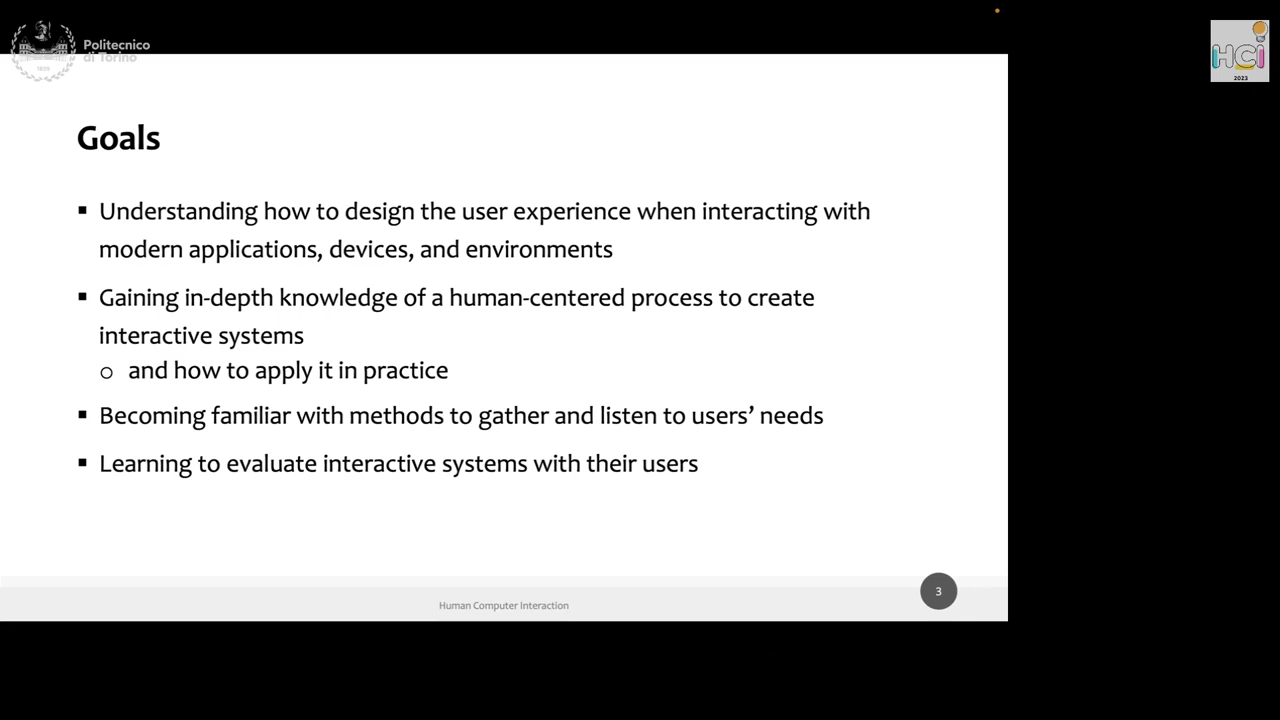 Politecnico
di Torino
1859
HCI
2023
Goals
▪ Understanding how to design the user experience when interacting with
modern applications, devices, and environments
▪ Gaining in-depth knowledge of a human-centered process to create
interactive systems
o and how to apply it in practice
▪ Becoming familiar with methods to gather and listen to users’ needs
▪ Learning to evaluate interactive systems with their users
Human Computer Interaction
3